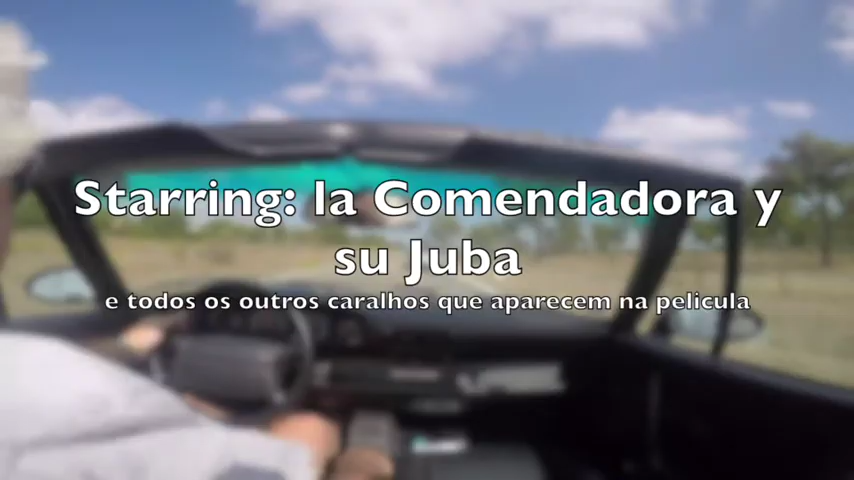 Starring: la Comendadora y
su Juba
e todos os outros caralhos que aparecem na pelicula